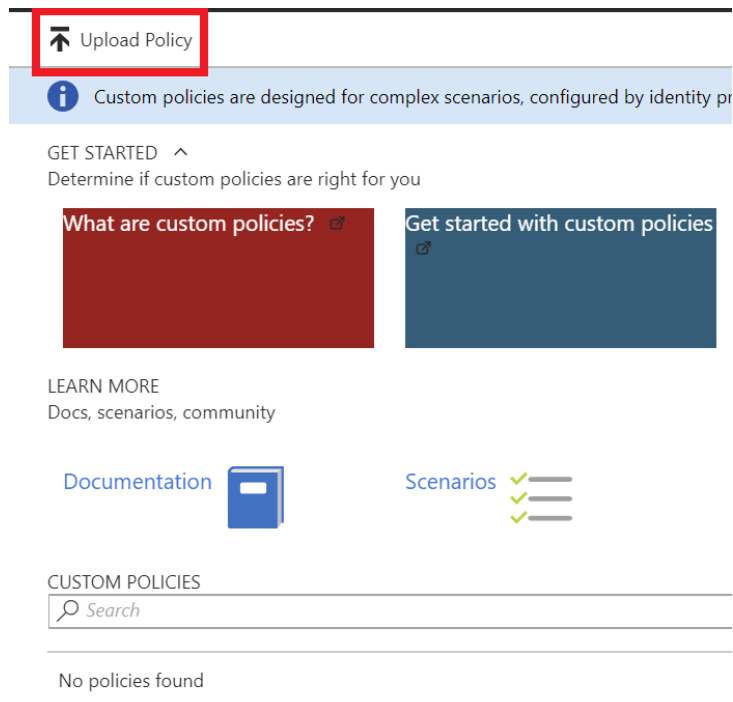 Upload Policy
Custom policies are designed for complex scenarios, configured by identity
GET STARTED
Determine if custom policies are right for you
What are custom policies?
Get started with custom policies
LEARN MORE
Docs, scenarios, community
Documentation
Scenarios
CUSTOM POLICIES
Search
No policies found